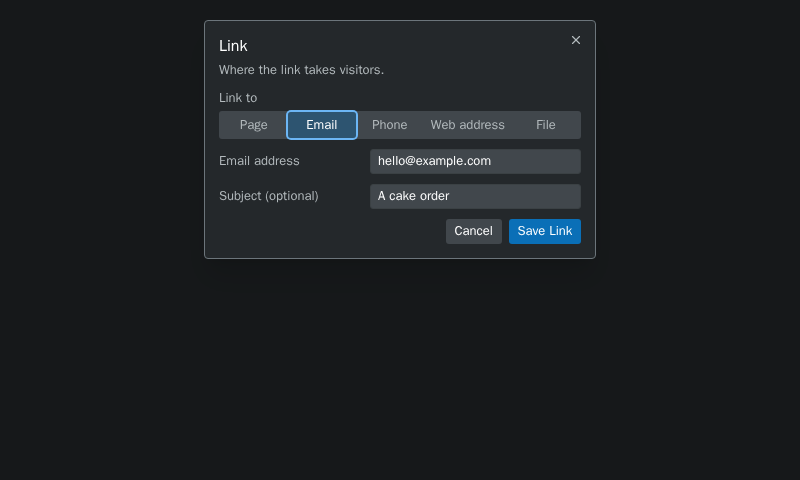 Link
×
Where the link takes visitors.
Link to
Page Email Phone Web address File
Email address hello@example.com
Subject (optional) A cake order
Cancel Save Link